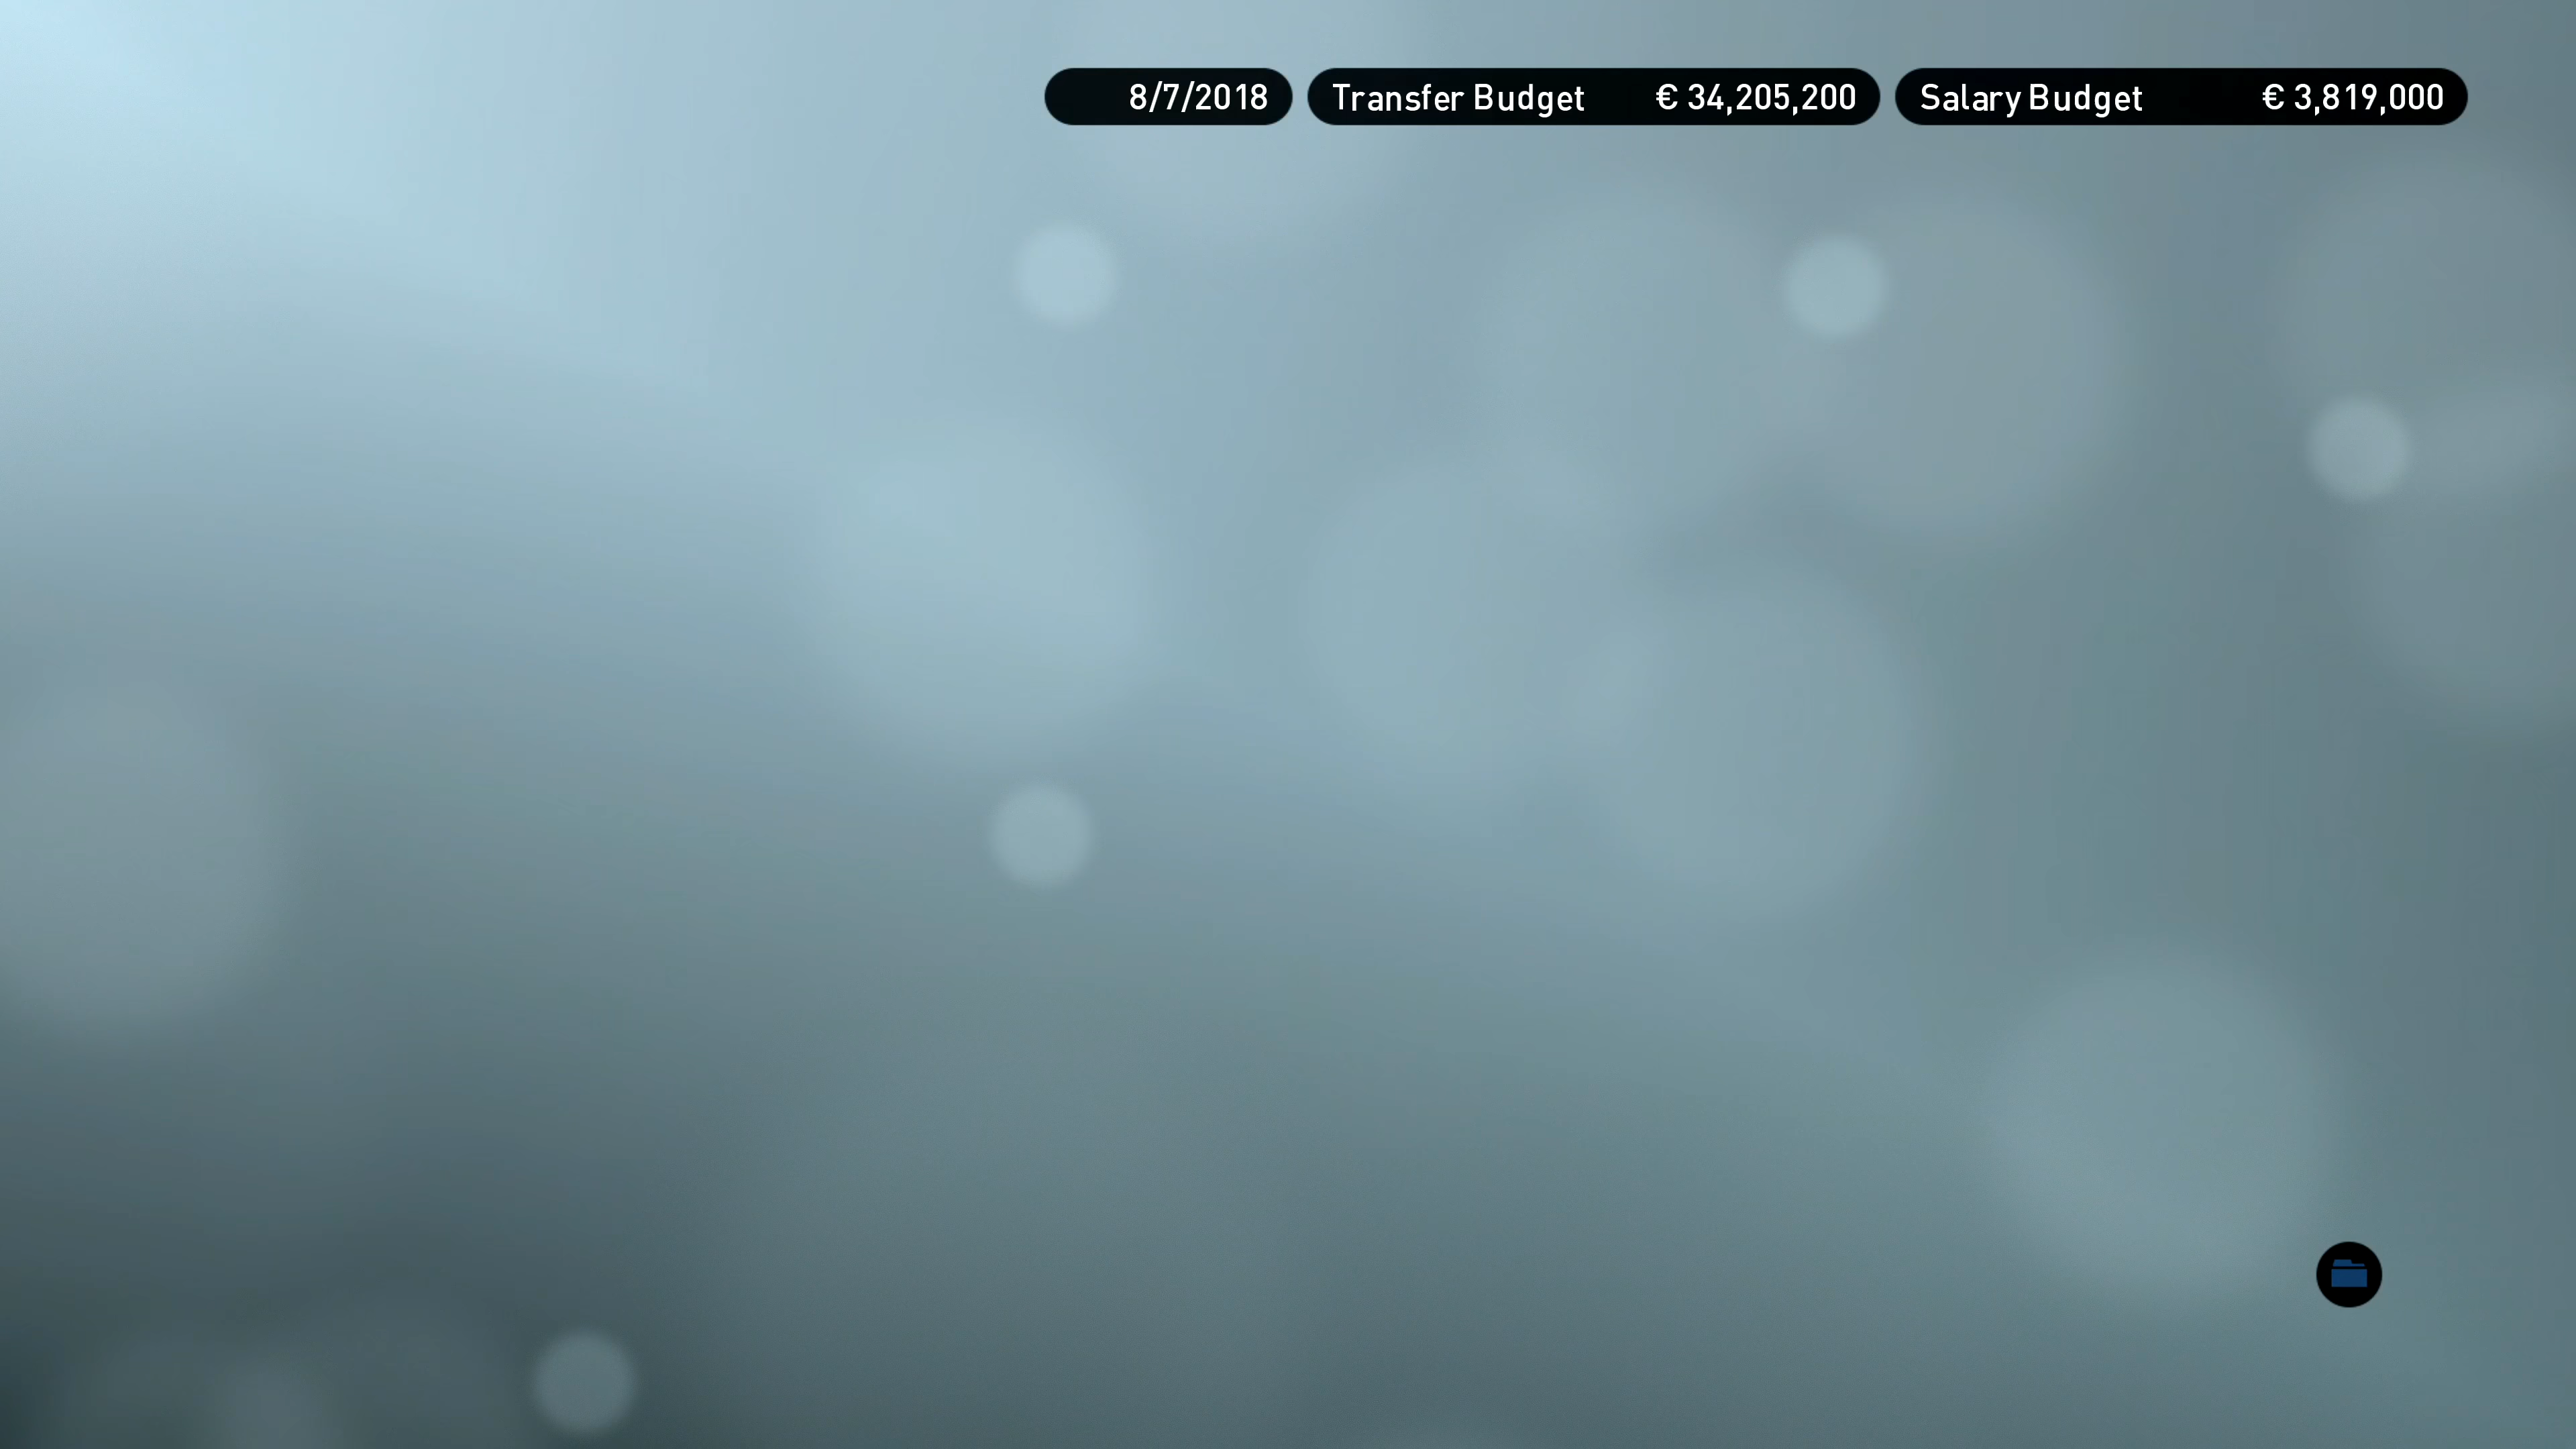 8/7/2018 Transfer Budget € 34,205,200 Salary Budget € 3,819,000